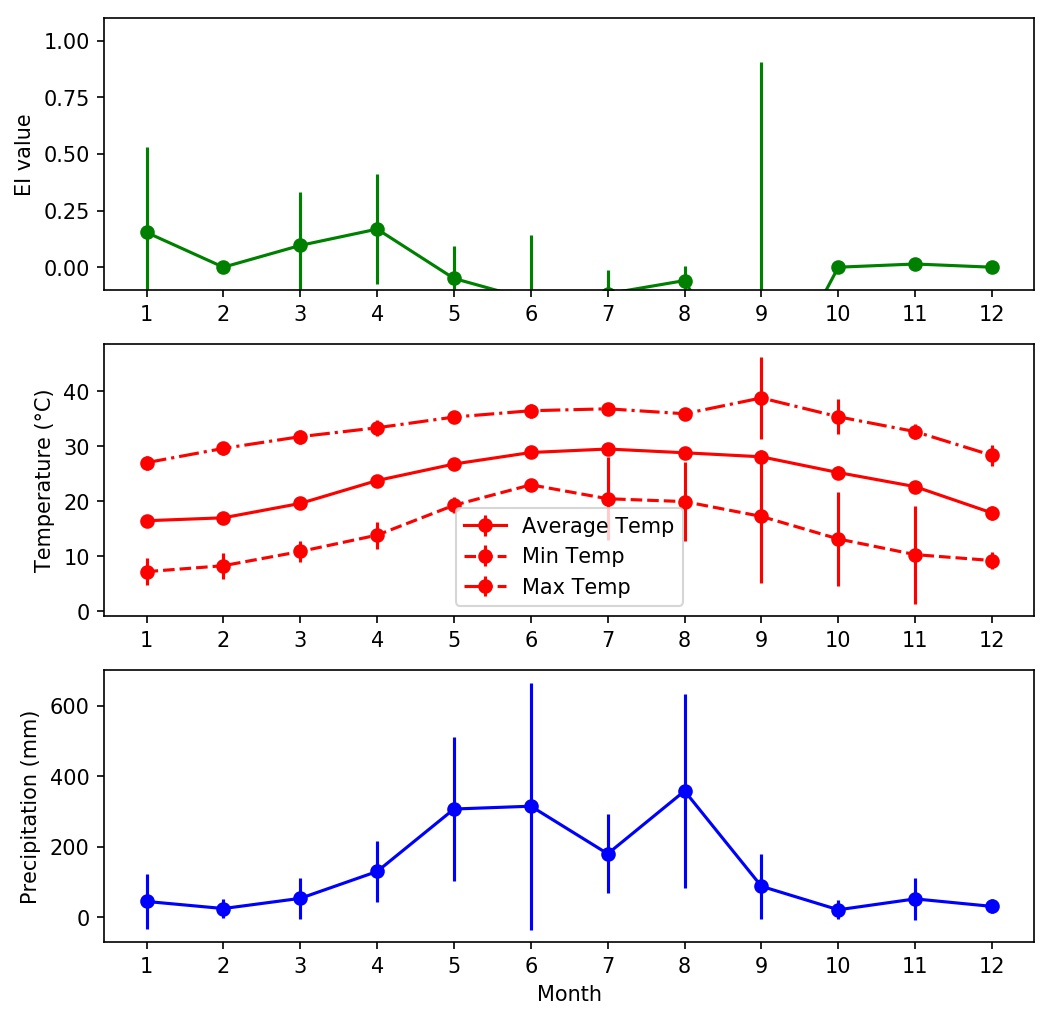 EI value
1.00
0.75
0.50
0.25
0.00
1 2 3 4 5 6 7 8 9 10 11 12
Temperature (°C)
40
30
20
10
0
Average Temp
Min Temp
Max Temp
1 2 3 4 5 6 7 8 9 10 11 12
Precipitation (mm)
600
400
200
0
1 2 3 4 5 6 7 8 9 10 11 12
Month